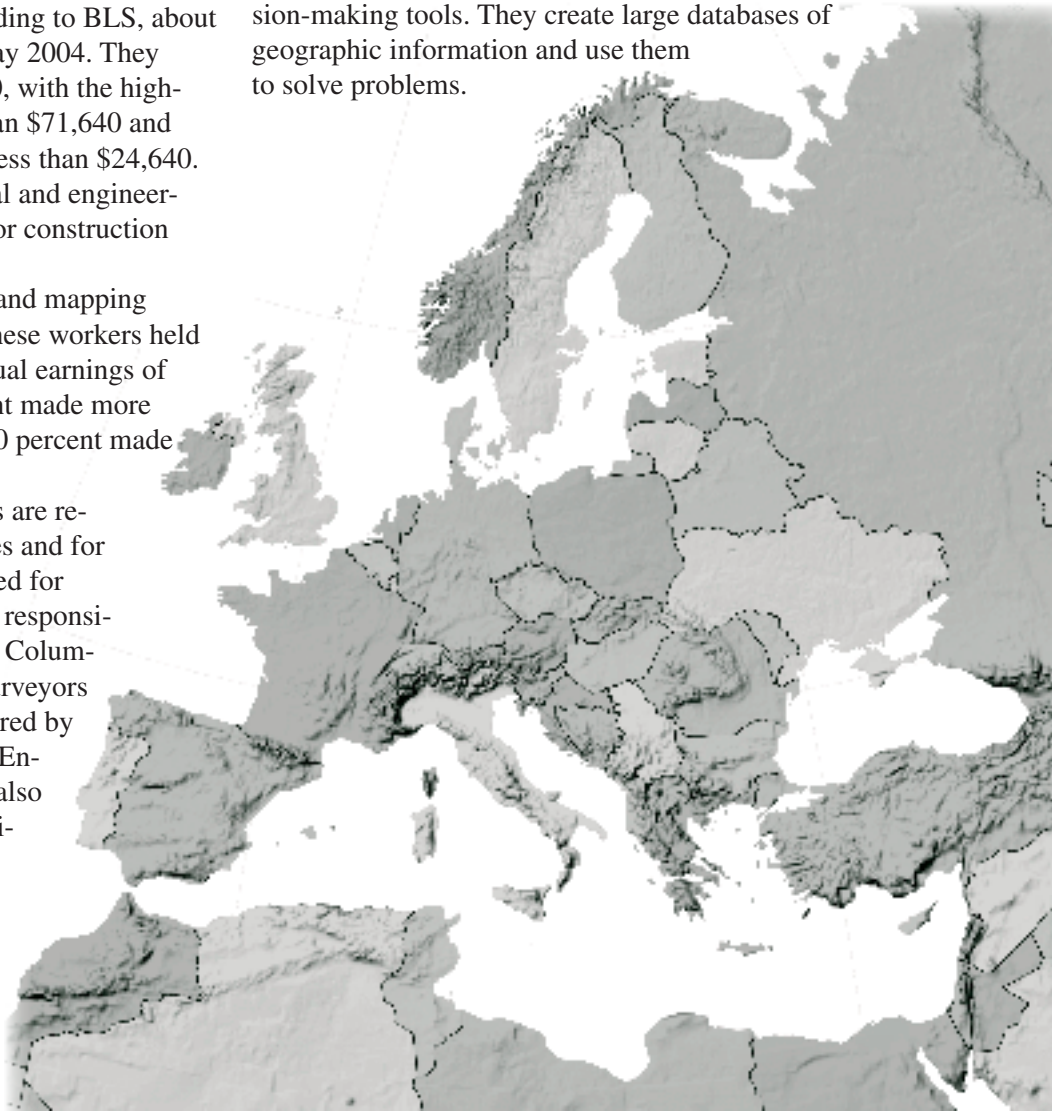 ding to BLS, about
ay 2004. They
, with the high-
an $71,640 and
ess than $24,640.
al and engineer-
or construction
and mapping
nese workers held
ual earnings of
nt made more
0 percent made
s are re-
es and for
ed for
responsi-
Colum-
urveyors
red by
En-
also
i-
sion-making tools. They create large databases of
geographic information and use them
to solve problems.